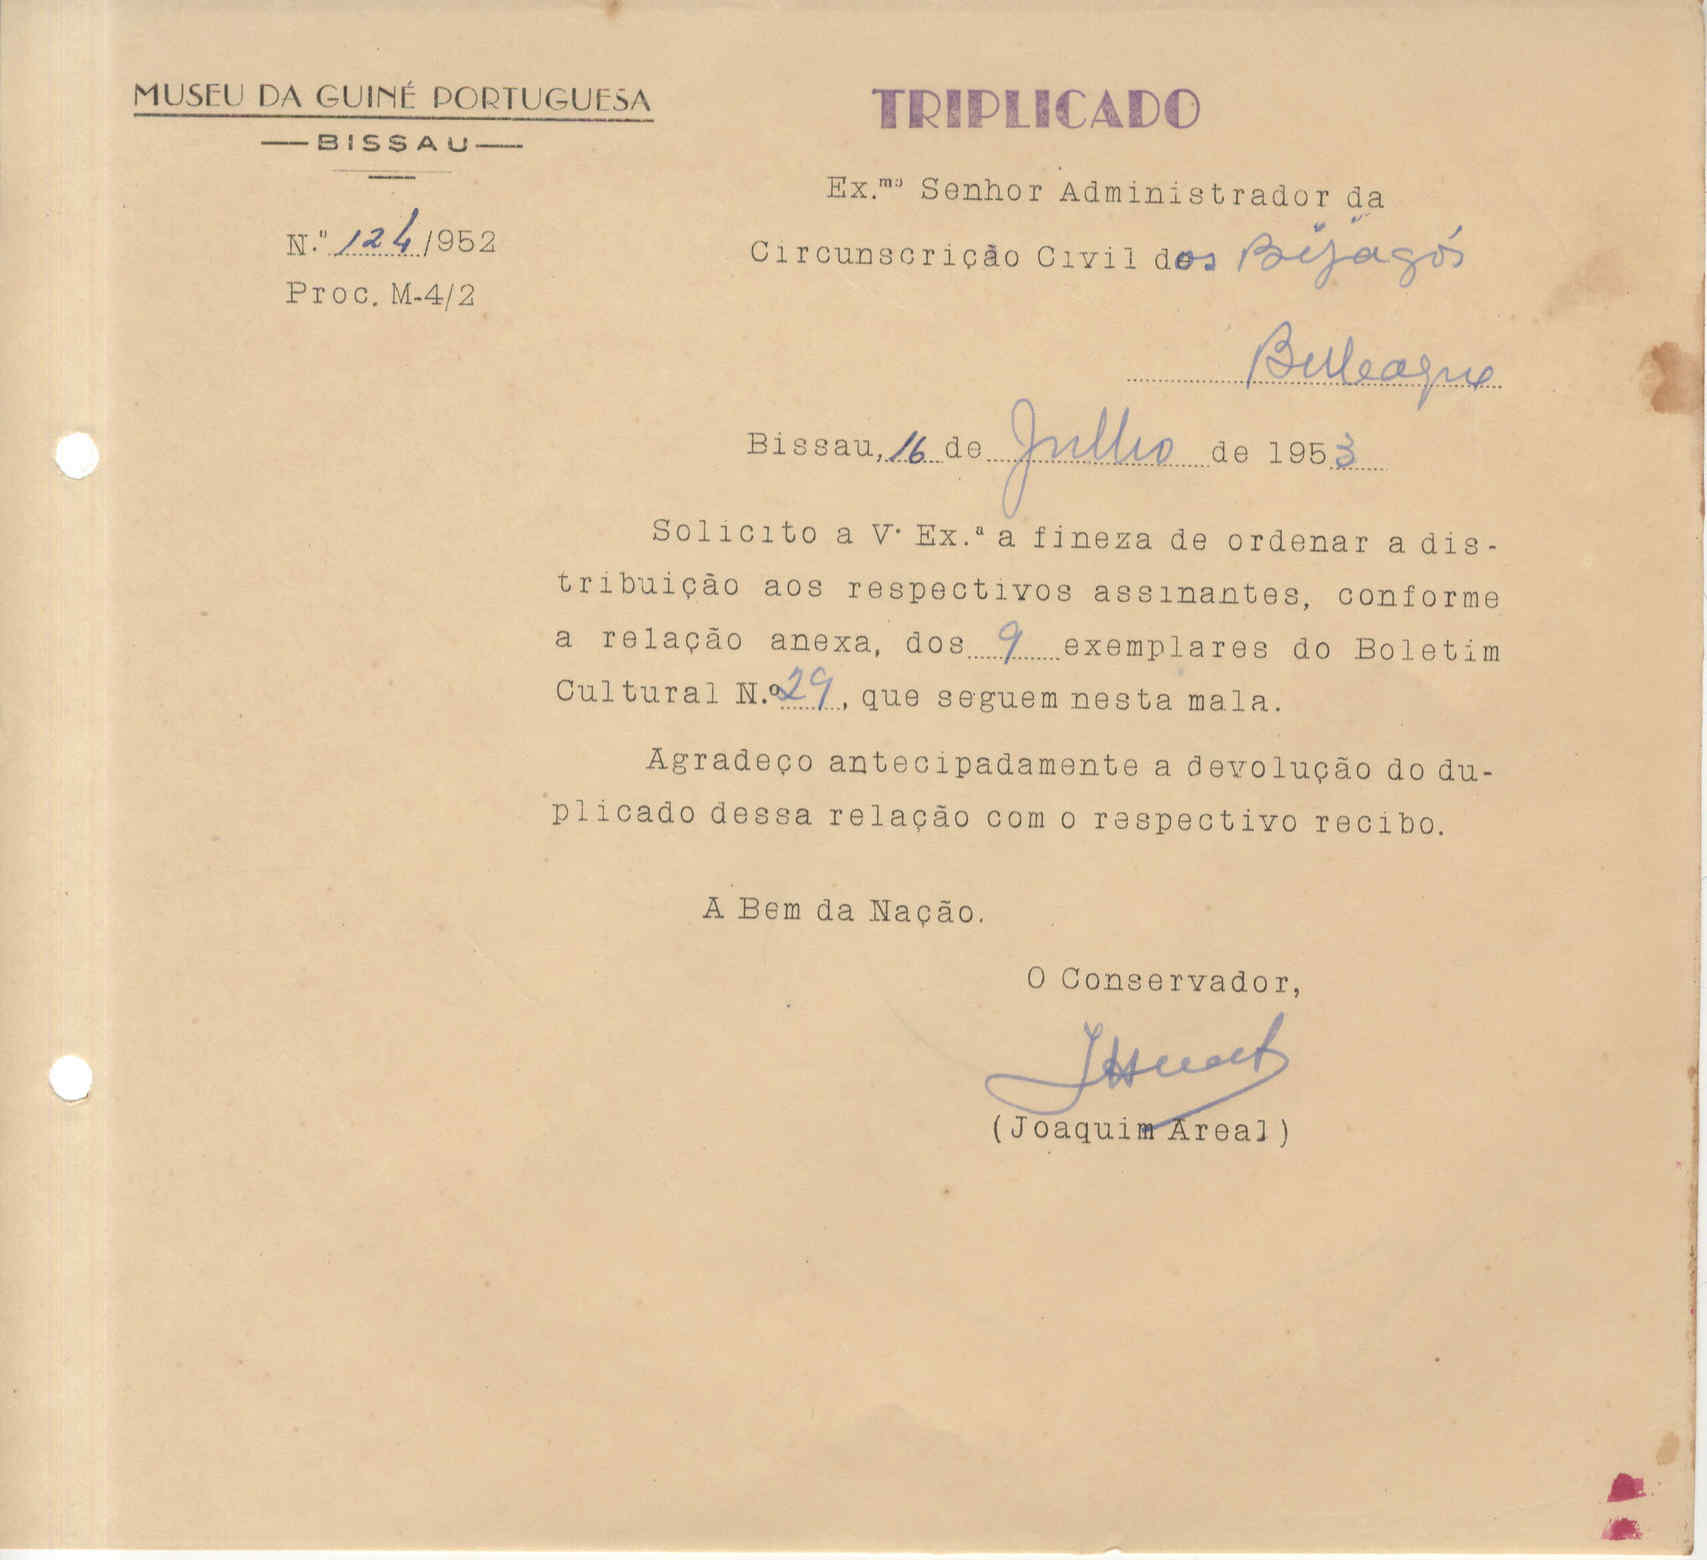 MUSEU DA GUINÉ PORTUGUESA
BISSAU
TRIPLICADO
N.º 124/952
Proc. M-4/2
Ex.mº Senhor Administrador da
Circunscrição Civil dos Bijagós
Bulbaque
Bissau, 16 de Julho de 1953
Solicito a V. Ex.ª a fineza de ordenar a dis-
tribuição aos respectivos assinantes, conforme
a relação anexa, dos 9 exemplares do Boletim
Cultural N.º 29, que seguem nesta mala.
Agradeço antecipadamente a devolução do du-
plicado dessa relação com o respectivo recibo.
A Bem da Nação.
O Conservador,
(Joaquim Areal)